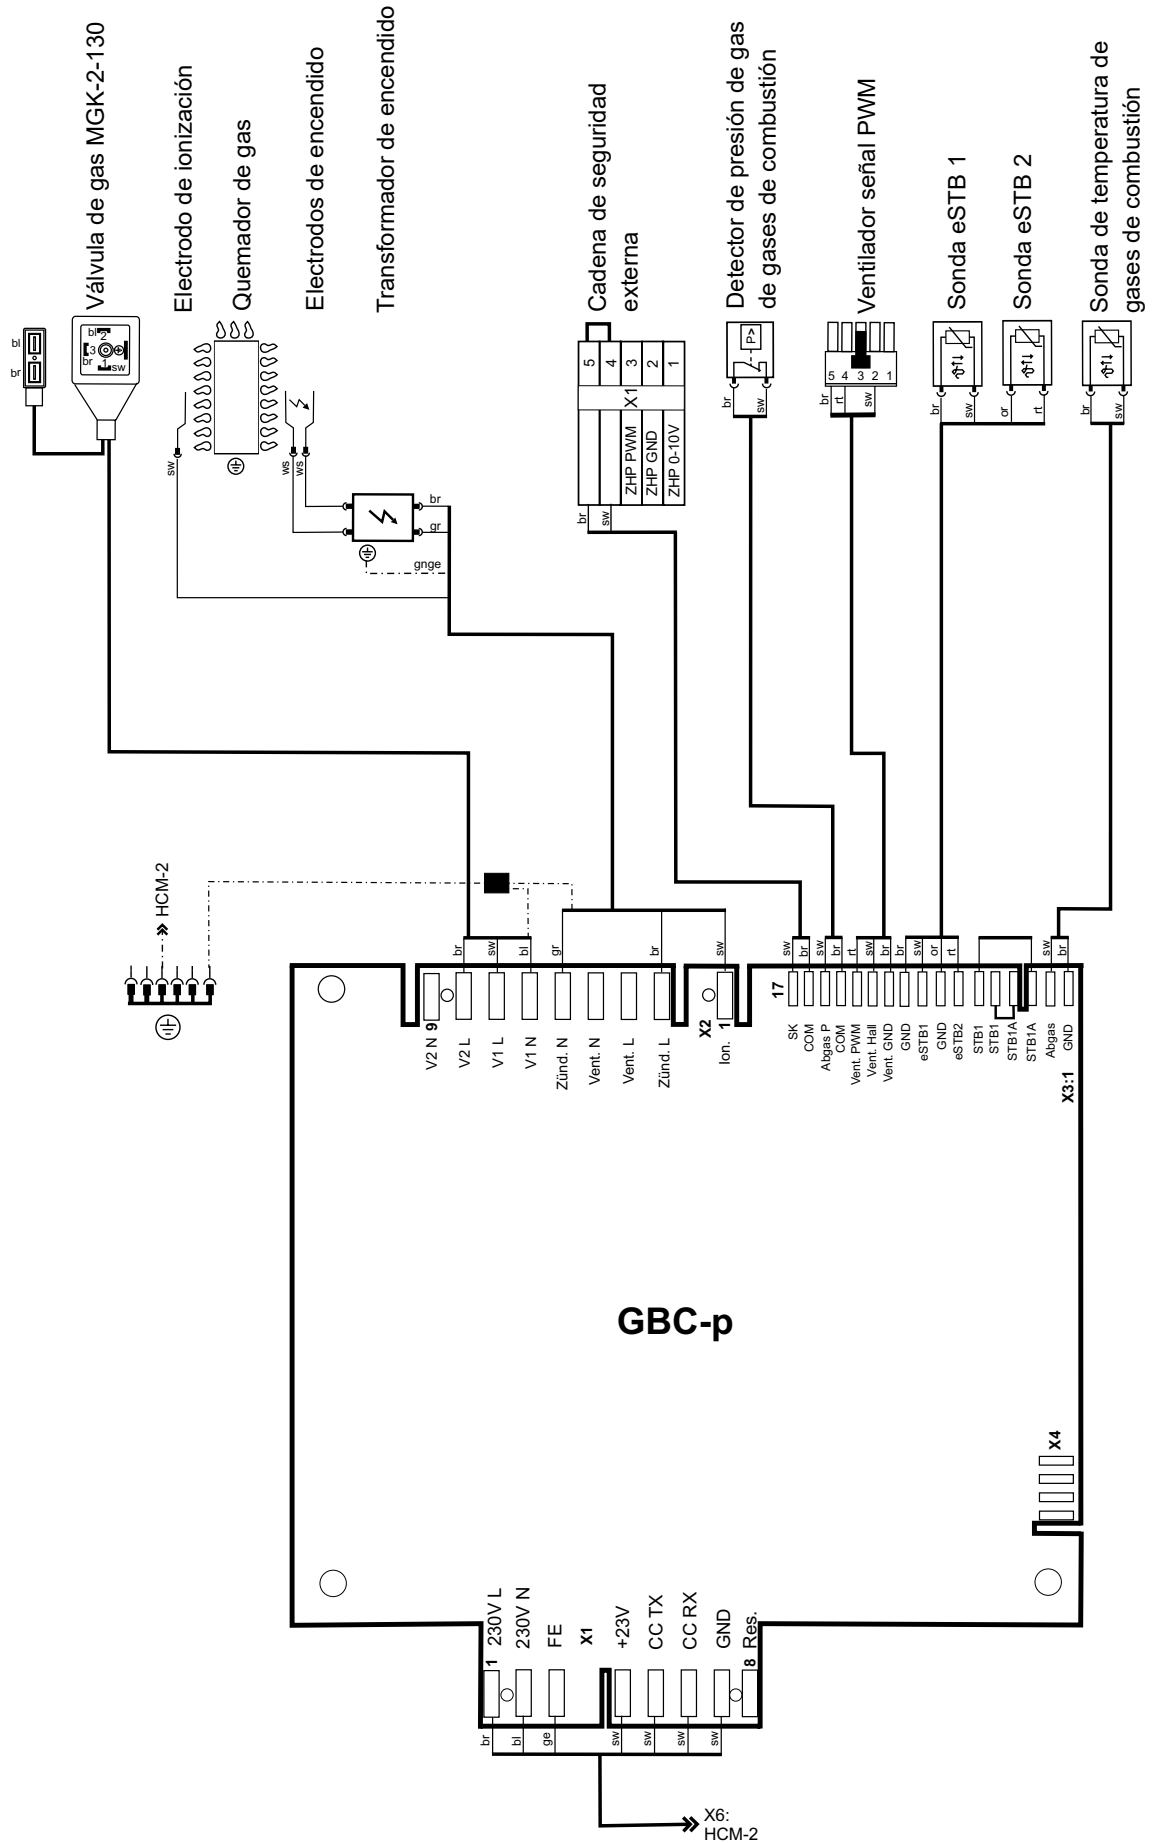 bl
br
bl
2
3
br
1
sw
Válvula de gas MGK-2-130
sw
Electrodo de ionización
Quemador de gas
ws
ws
Electrodos de encendido
br
gr
gnge
Transformador de encendido
br
sw
5
4
3
2
1
X1
ZHP PWM
ZHP GND
ZHP 0-10V
Cadena de seguridad
externa
br
sw
P>
Detector de presión de gas
de gases de combustión
br
rt
sw
5
4
3
2
1
Ventilador señal PWM
br
sw
ϑ
Sonda eSTB 1
or
rt
ϑ
Sonda eSTB 2
br
sw
ϑ
Sonda de temperatura de
gases de combustión
HCM-2
br
sw
bl
gr
br
sw
9
V2 N
V2 L
V1 L
V1 N
Zünd. N
Vent. N
Vent. L
Zünd. L
X2
1
Ion.
sw
br
sw
br
rt
sw
br
br
sw
or
rt
sw
br
17
SK
COM
Abgas P
COM
Vent. PWM
Vent. Hall
Vent. GND
GND
eSTB1
GND
eSTB2
STB1
STB1
STB1A
STB1A
Abgas
GND
X3:1
GBC-p
X4
1
230V L
230V N
FE
X1
+23V
CC TX
CC RX
GND
8
Res.
br
bl
ge
sw
sw
sw
sw
X6:
HCM-2